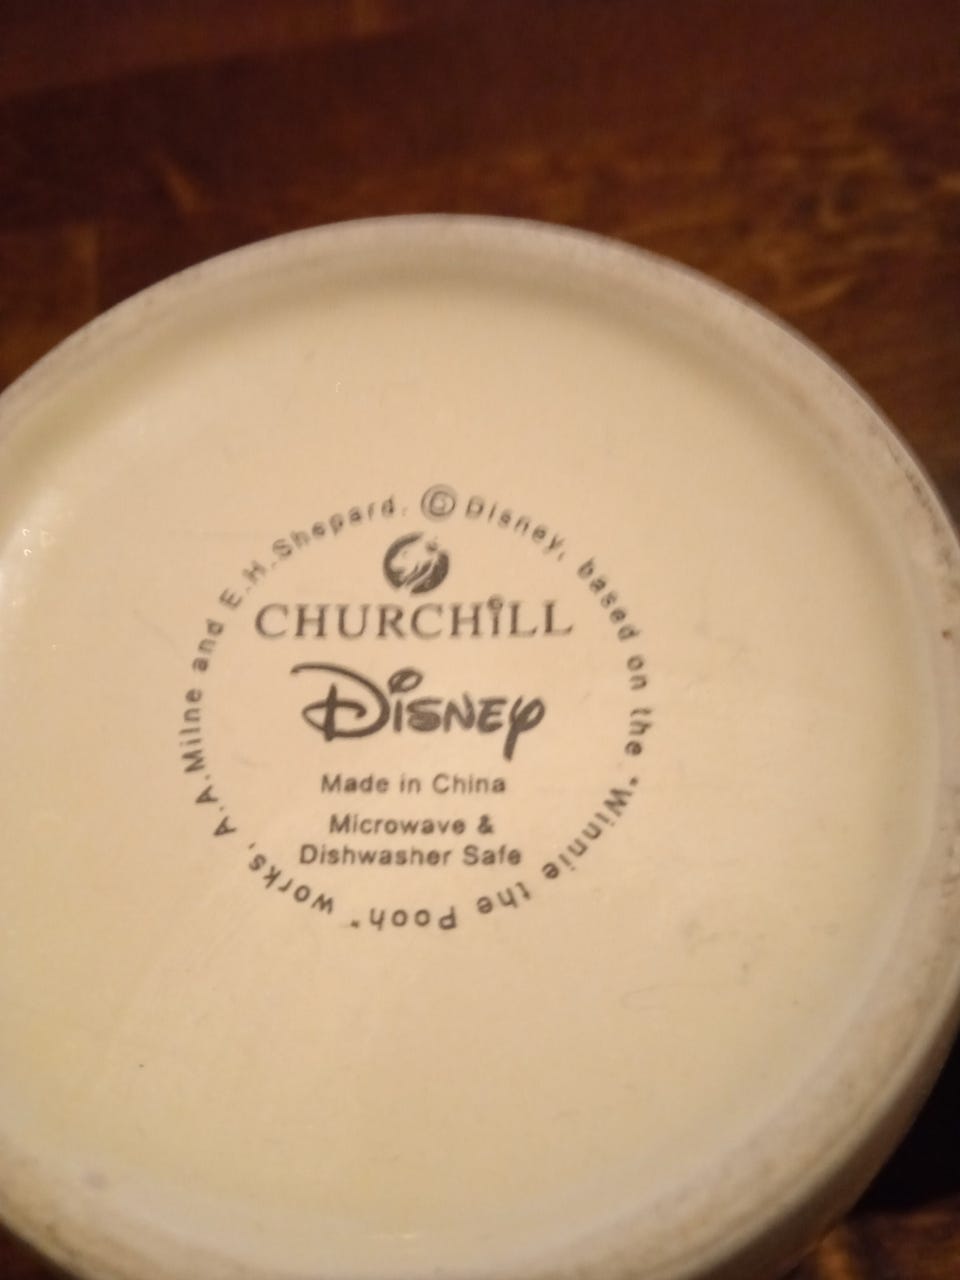 © Disney, based on the "Winnie the Pooh" works, A.A.Milne and E.H.Shepard.
CHURCHiLL
Disney
Made in China
Microwave &
Dishwasher Safe